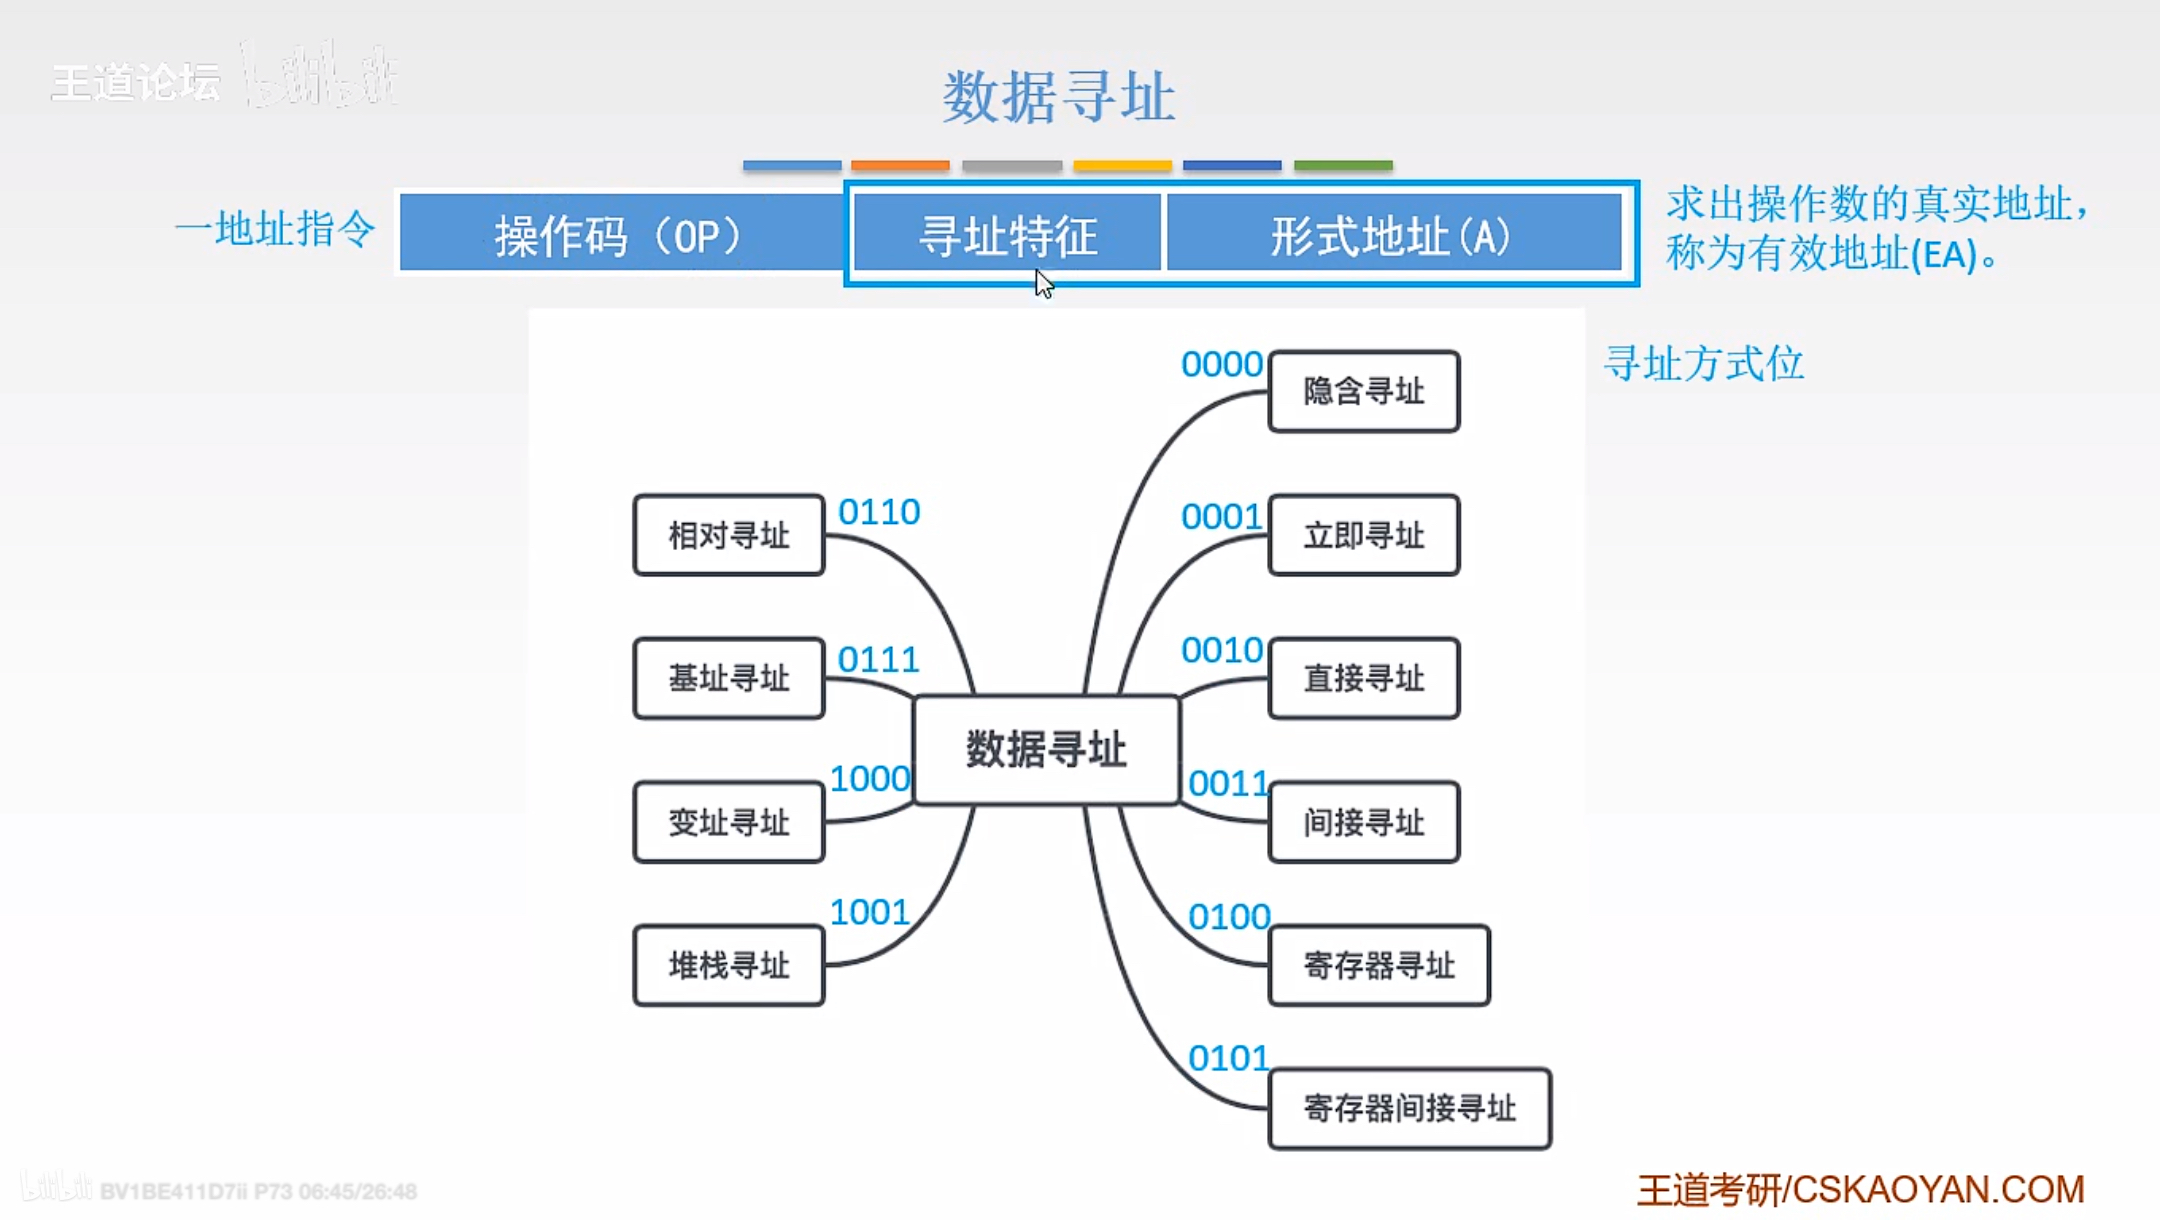 王道论坛 bilibili
数据寻址
一地址指令
操作码（OP）
寻址特征
形式地址(A)
求出操作数的真实地址，
称为有效地址(EA)。
寻址方式位
0000
隐含寻址
0110
相对寻址
0001
立即寻址
0111
基址寻址
0010
直接寻址
数据寻址
1000
变址寻址
0011
间接寻址
1001
堆栈寻址
0100
寄存器寻址
0101
寄存器间接寻址
bilibili BV1BE411D7ii P73 06:45/26:48
王道考研/CSKAOYAN.COM